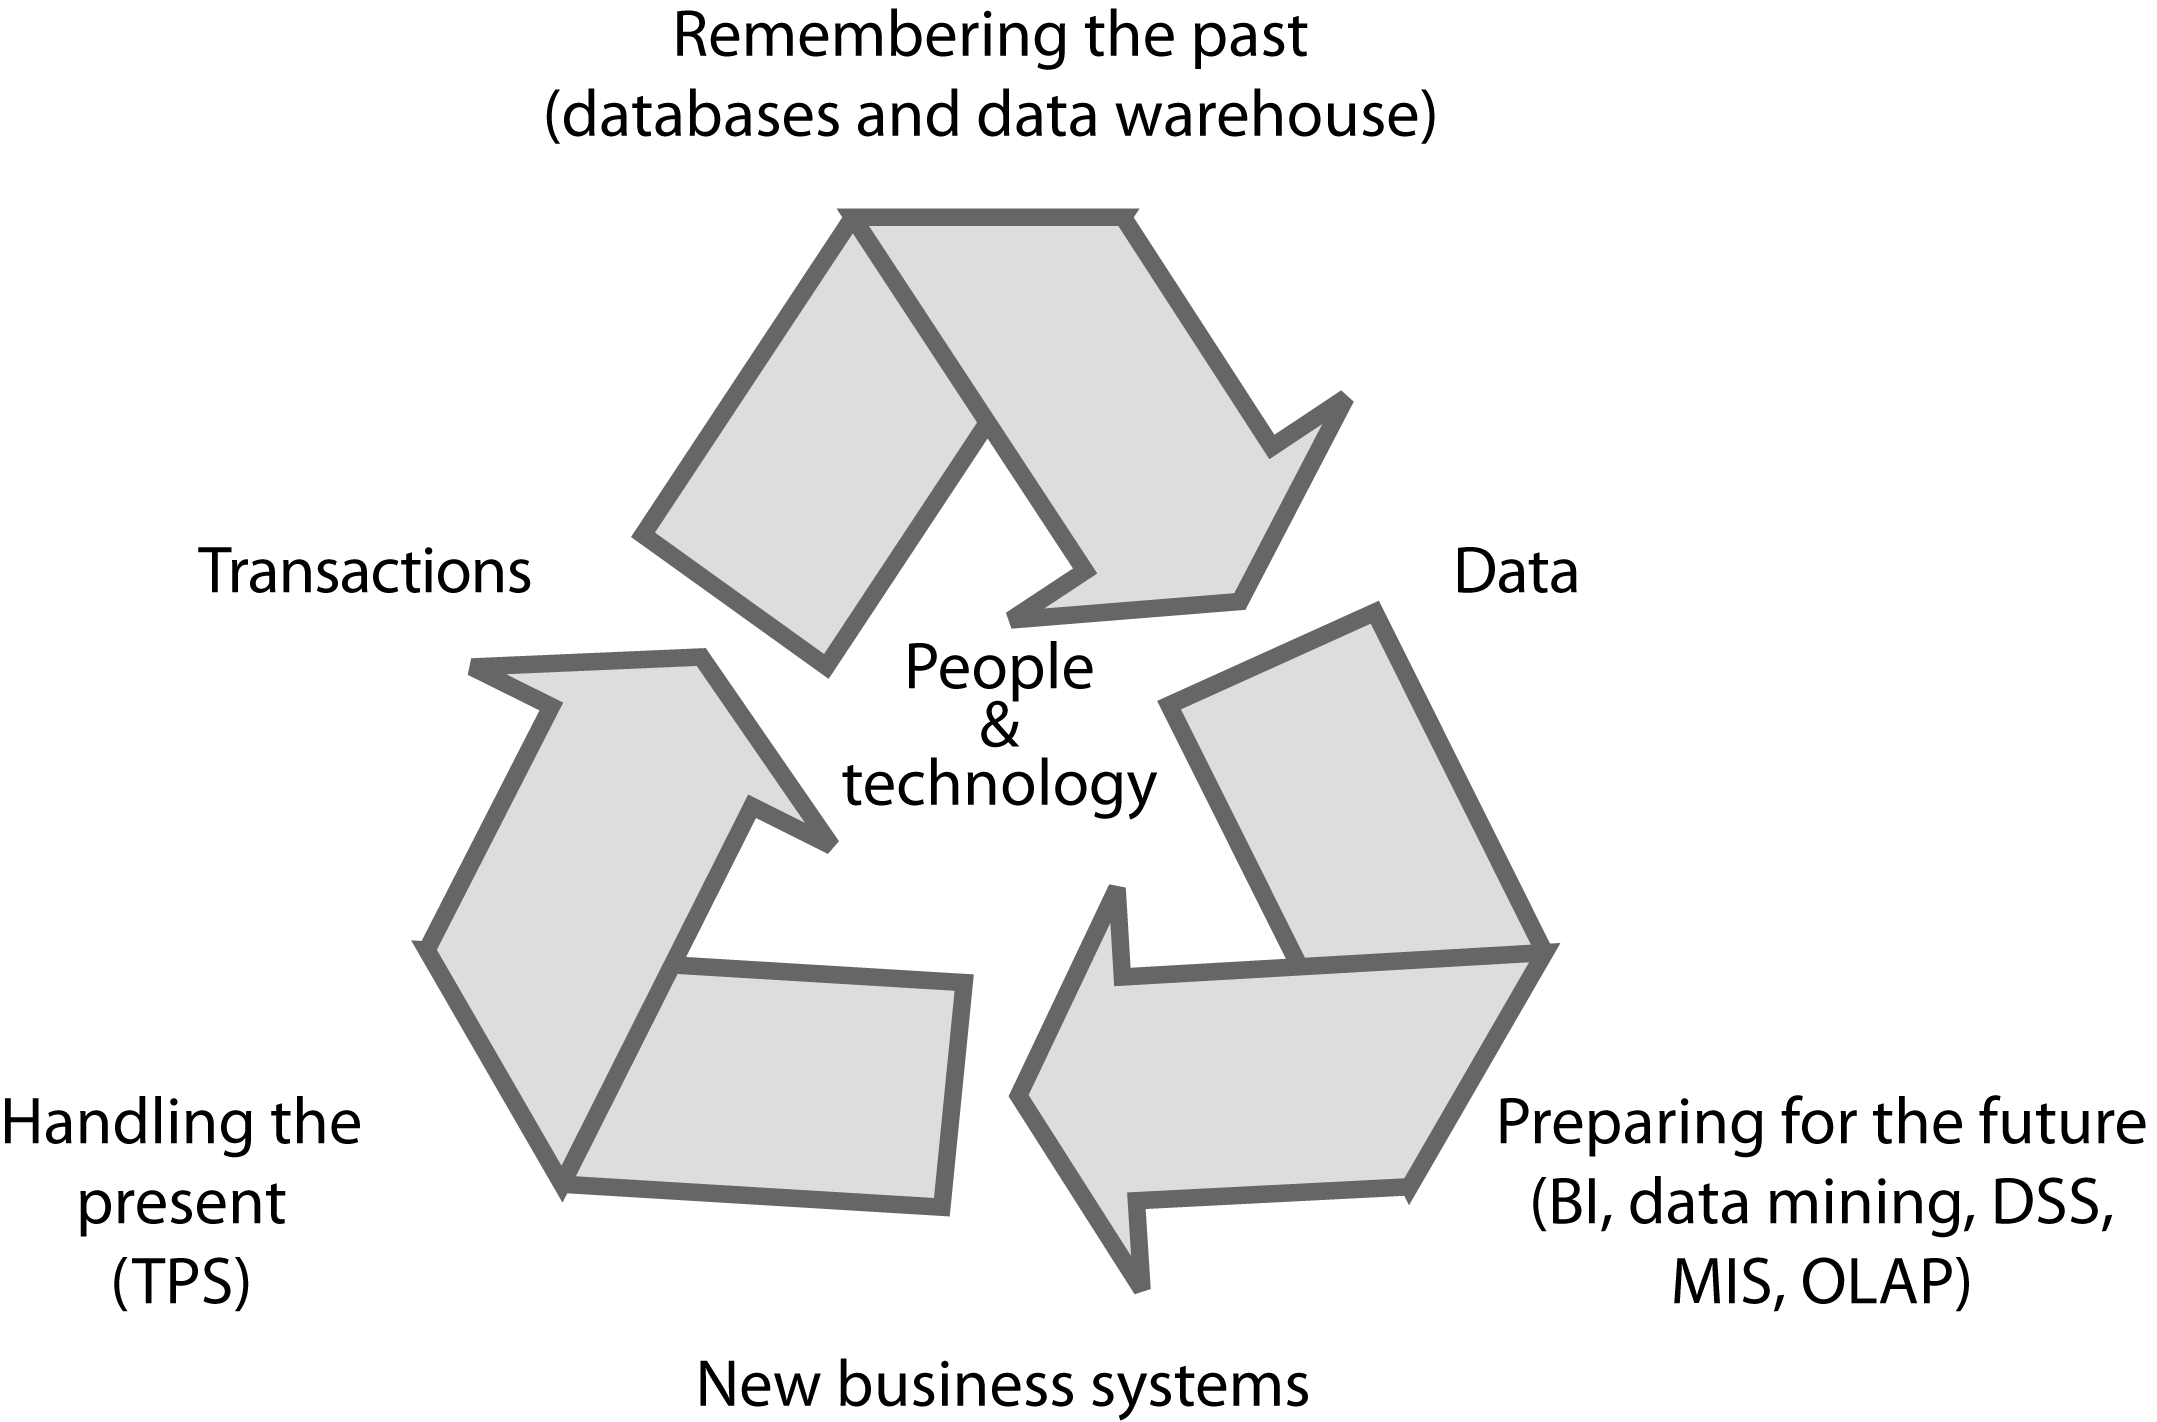 Remembering the past
(databases and data warehouse)
Transactions
Data
People
&
technology
Handling the
present
(TPS)
Preparing for the future
(BI, data mining, DSS,
MIS, OLAP)
New business systems